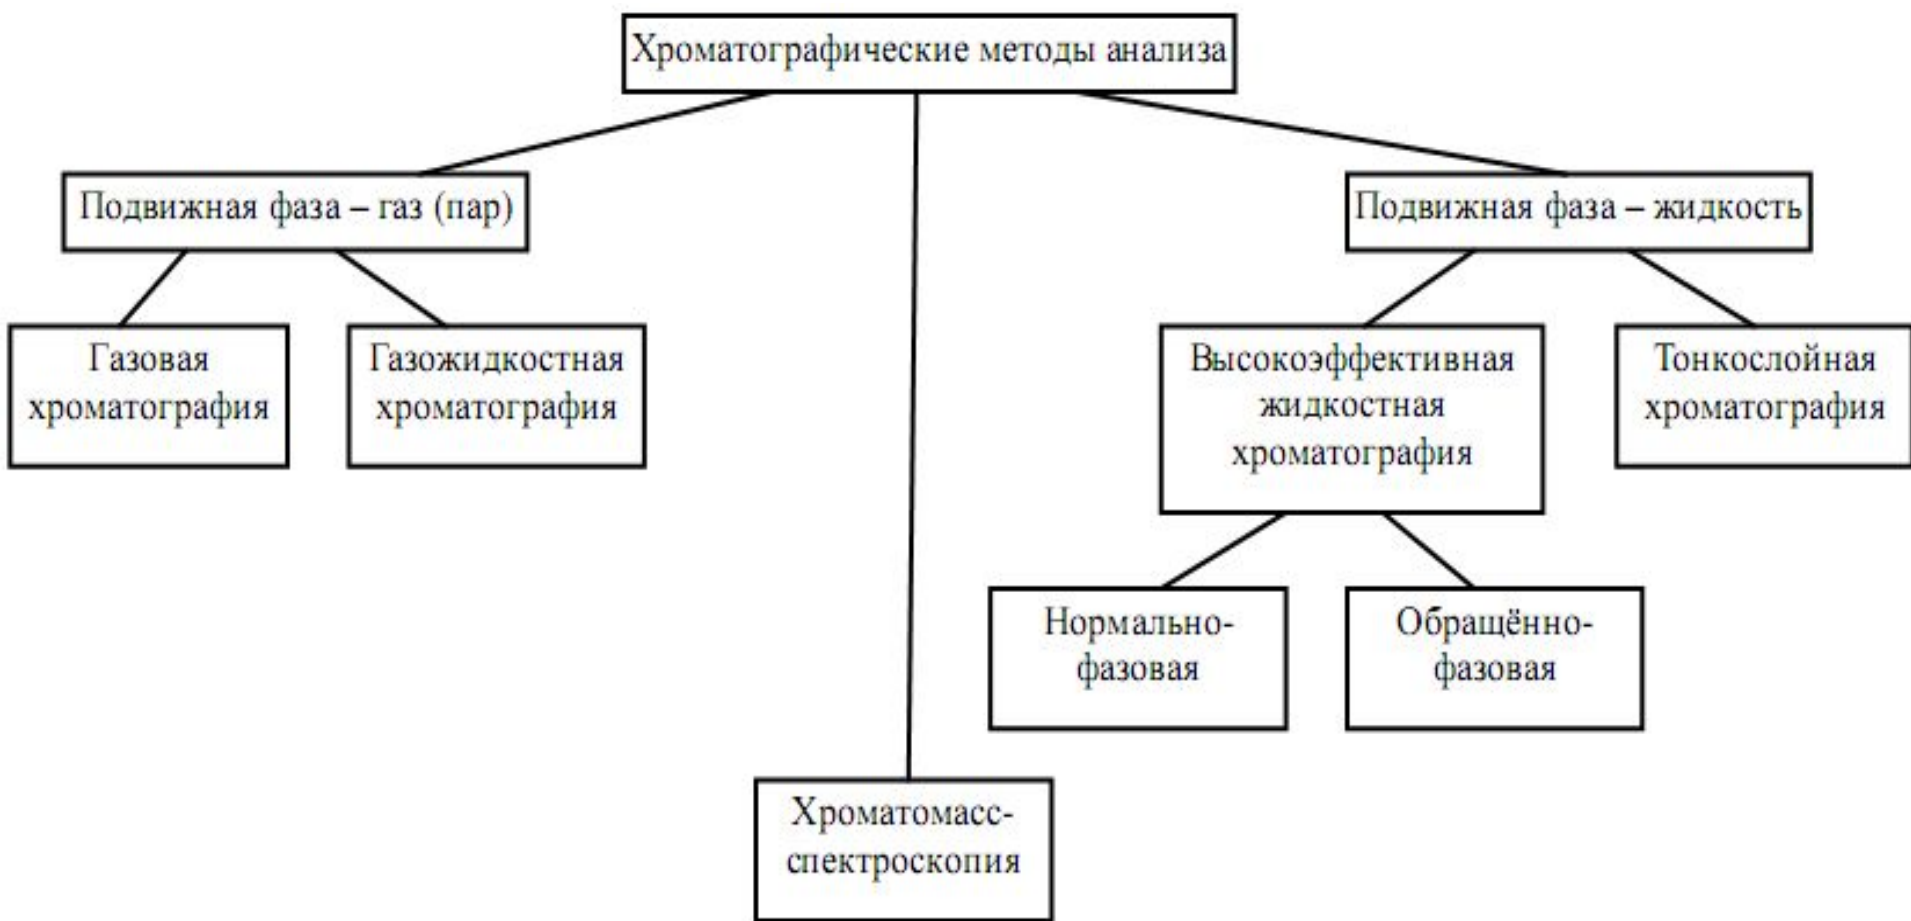 Хроматографические методы анализа
Подвижная фаза – газ (пар)
Подвижная фаза – жидкость
Газовая
хроматография
Газожидкостная
хроматография
Высокоэффективная
жидкостная
хроматография
Тонкослойная
хроматография
Нормально-
фазовая
Обращённо-
фазовая
Хроматомасс-
спектроскопия